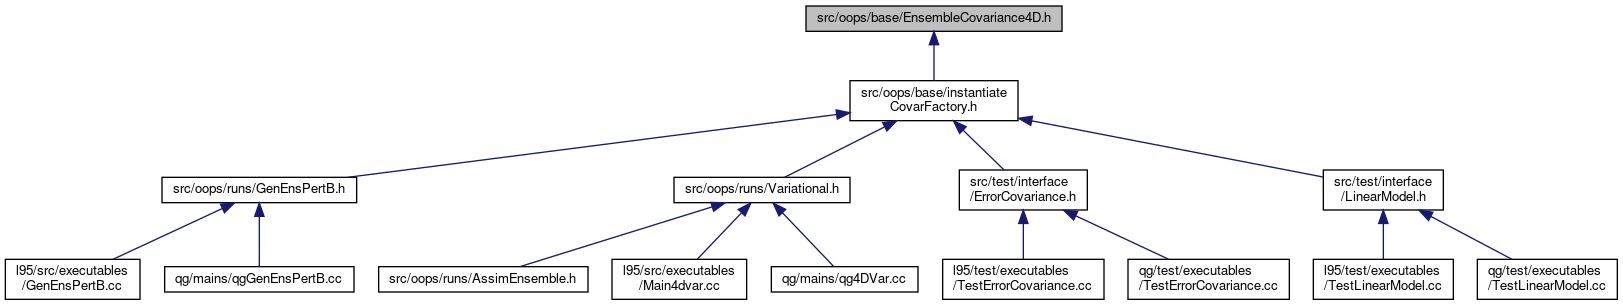 src/oops/base/EnsembleCovariance4D.h
src/oops/base/instantiate
CovarFactory.h
src/oops/runs/GenEnsPertB.h
src/oops/runs/Variational.h
src/test/interface
/ErrorCovariance.h
src/test/interface
/LinearModel.h
l95/src/executables
/GenEnsPertB.cc
qg/mains/qgGenEnsPertB.cc
src/oops/runs/AssimEnsemble.h
l95/src/executables
/Main4dvar.cc
qg/mains/qg4DVar.cc
l95/test/executables
/TestErrorCovariance.cc
qg/test/executables
/TestErrorCovariance.cc
l95/test/executables
/TestLinearModel.cc
qg/test/executables
/TestLinearModel.cc